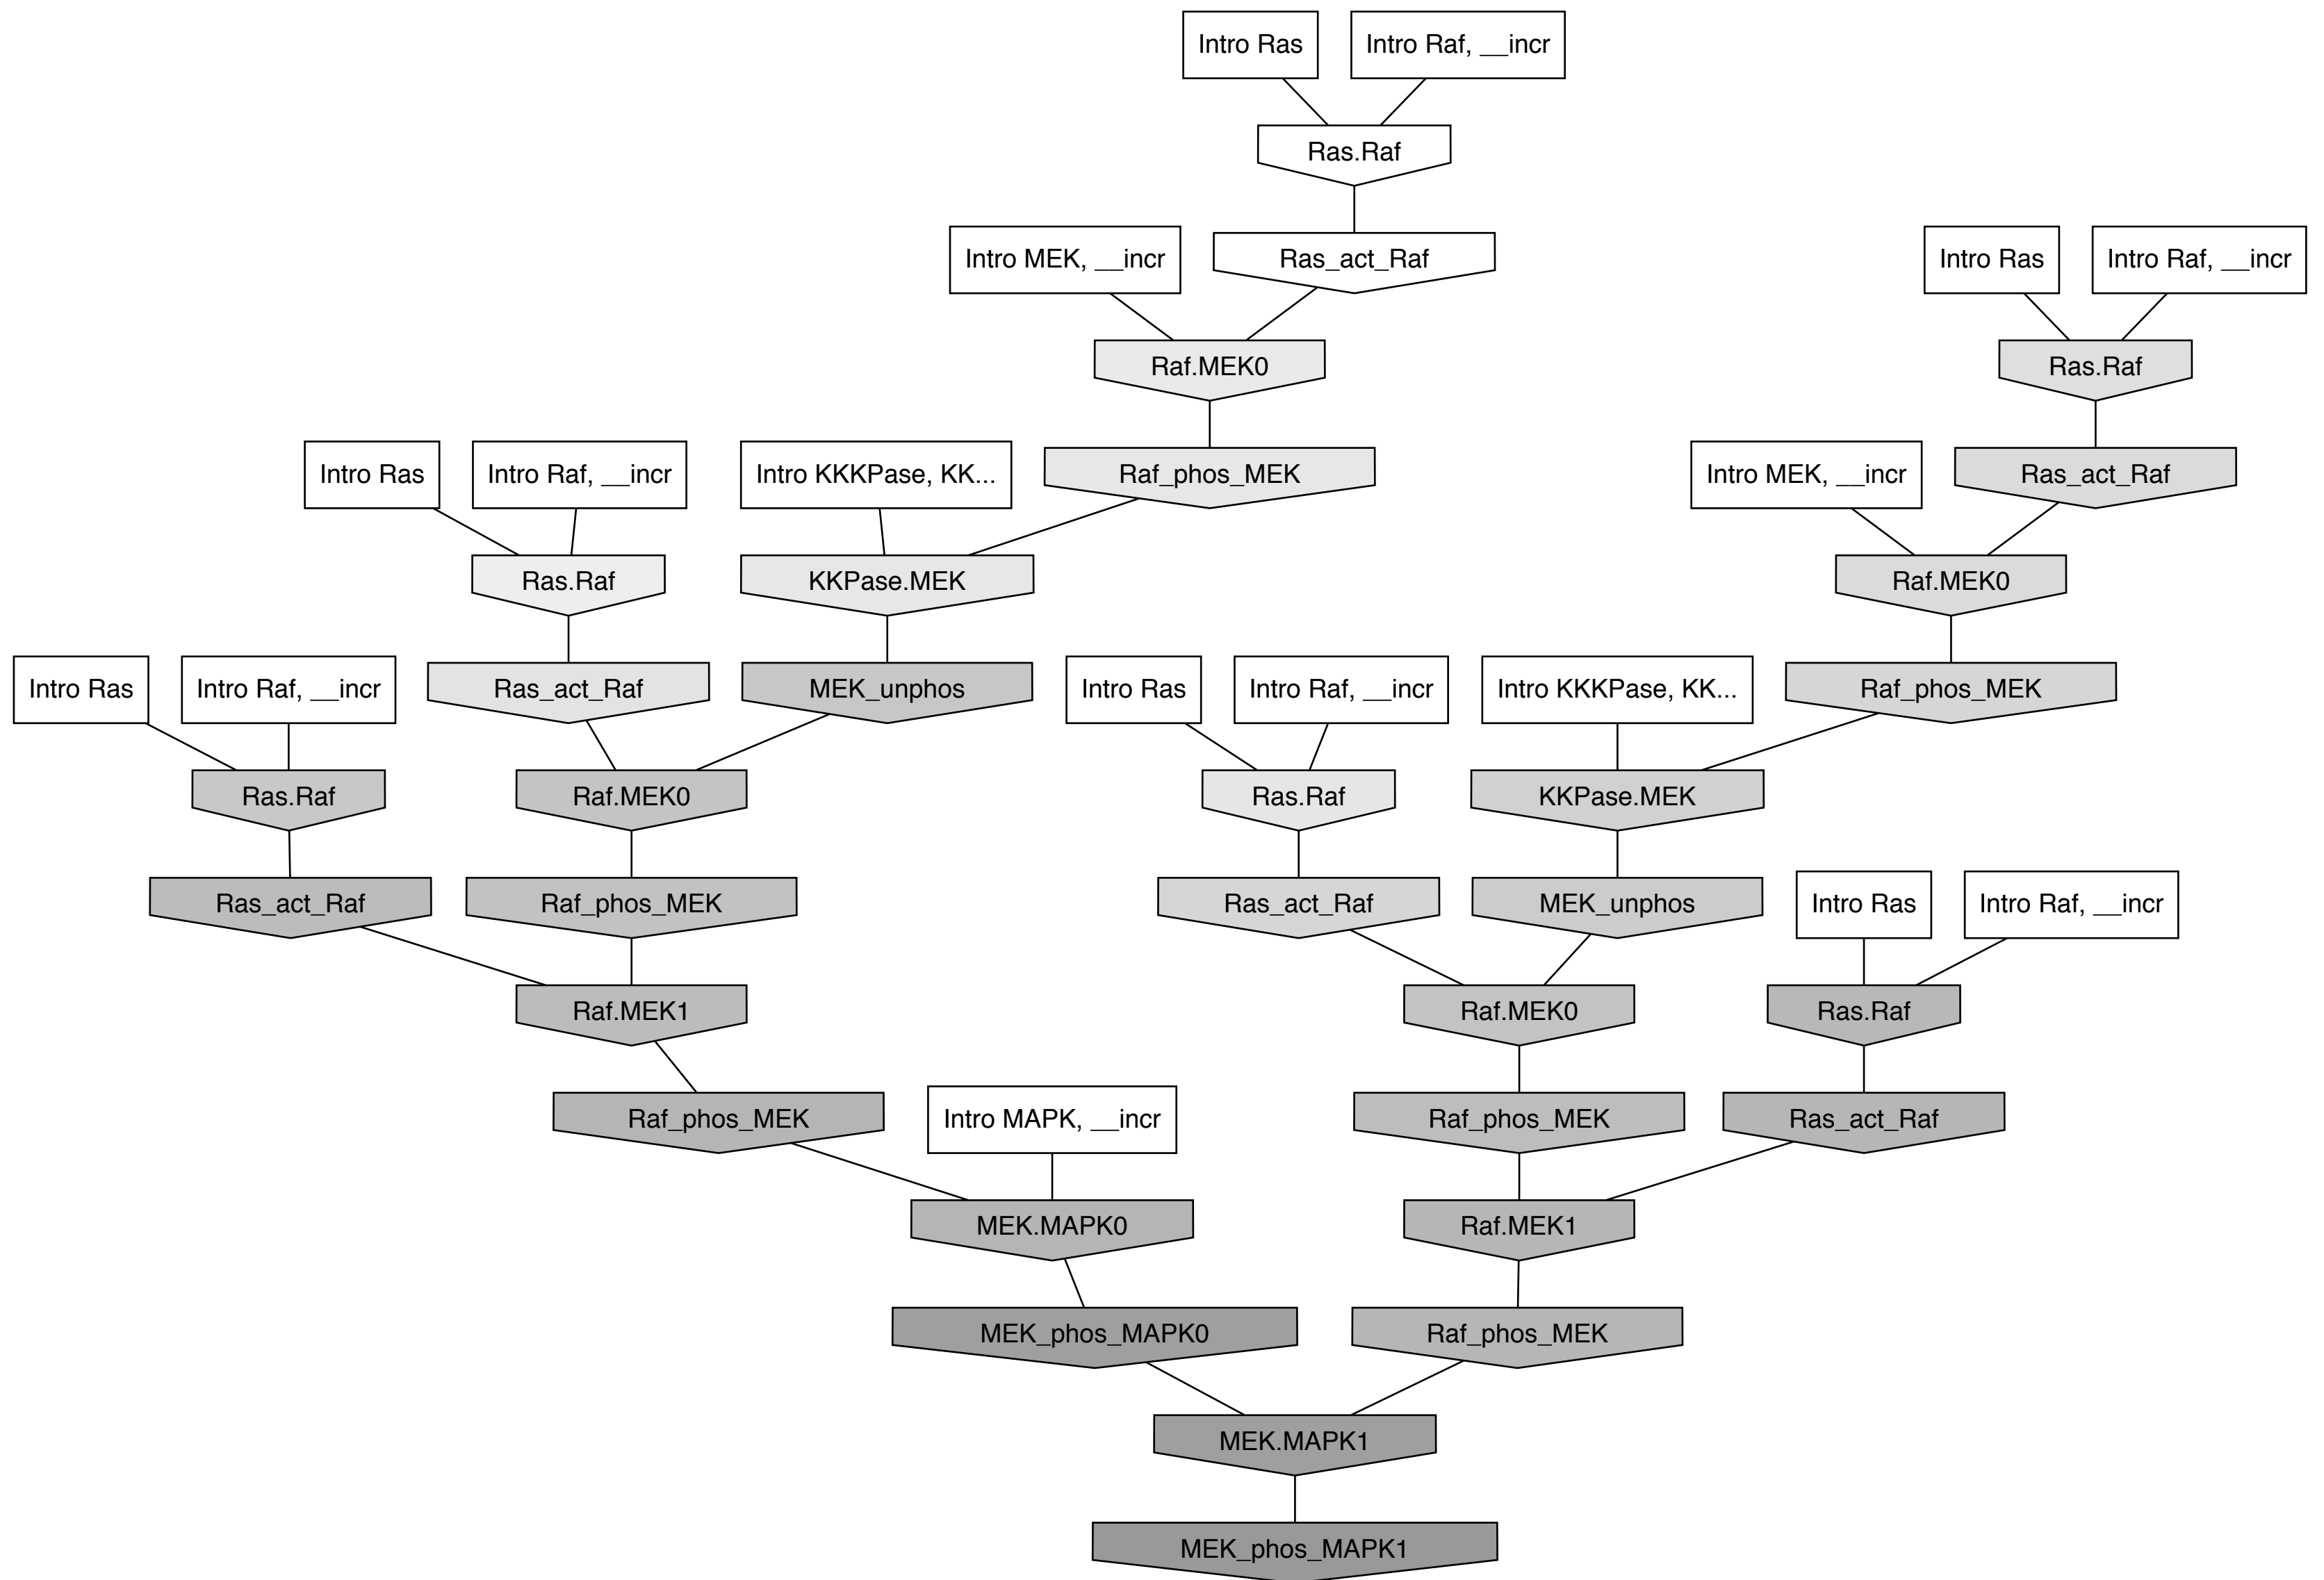 Intro Ras
Intro Raf, __incr
Ras.Raf
Intro MEK, __incr
Ras_act_Raf
Intro Ras
Intro Raf, __incr
Raf.MEK0
Ras.Raf
Intro Ras
Intro Raf, __incr
Intro KKKPase, KK...
Raf_phos_MEK
Intro MEK, __incr
Ras_act_Raf
Ras.Raf
KKPase.MEK
Raf.MEK0
Intro Ras
Intro Raf, __incr
Ras_act_Raf
MEK_unphos
Intro Ras
Intro Raf, __incr
Intro KKKPase, KK...
Raf_phos_MEK
Ras.Raf
Raf.MEK0
Ras.Raf
KKPase.MEK
Ras_act_Raf
Raf_phos_MEK
Ras_act_Raf
MEK_unphos
Intro Ras
Intro Raf, __incr
Raf.MEK1
Raf.MEK0
Ras.Raf
Raf_phos_MEK
Intro MAPK, __incr
Raf_phos_MEK
Ras_act_Raf
MEK.MAPK0
Raf.MEK1
MEK_phos_MAPK0
Raf_phos_MEK
MEK.MAPK1
MEK_phos_MAPK1